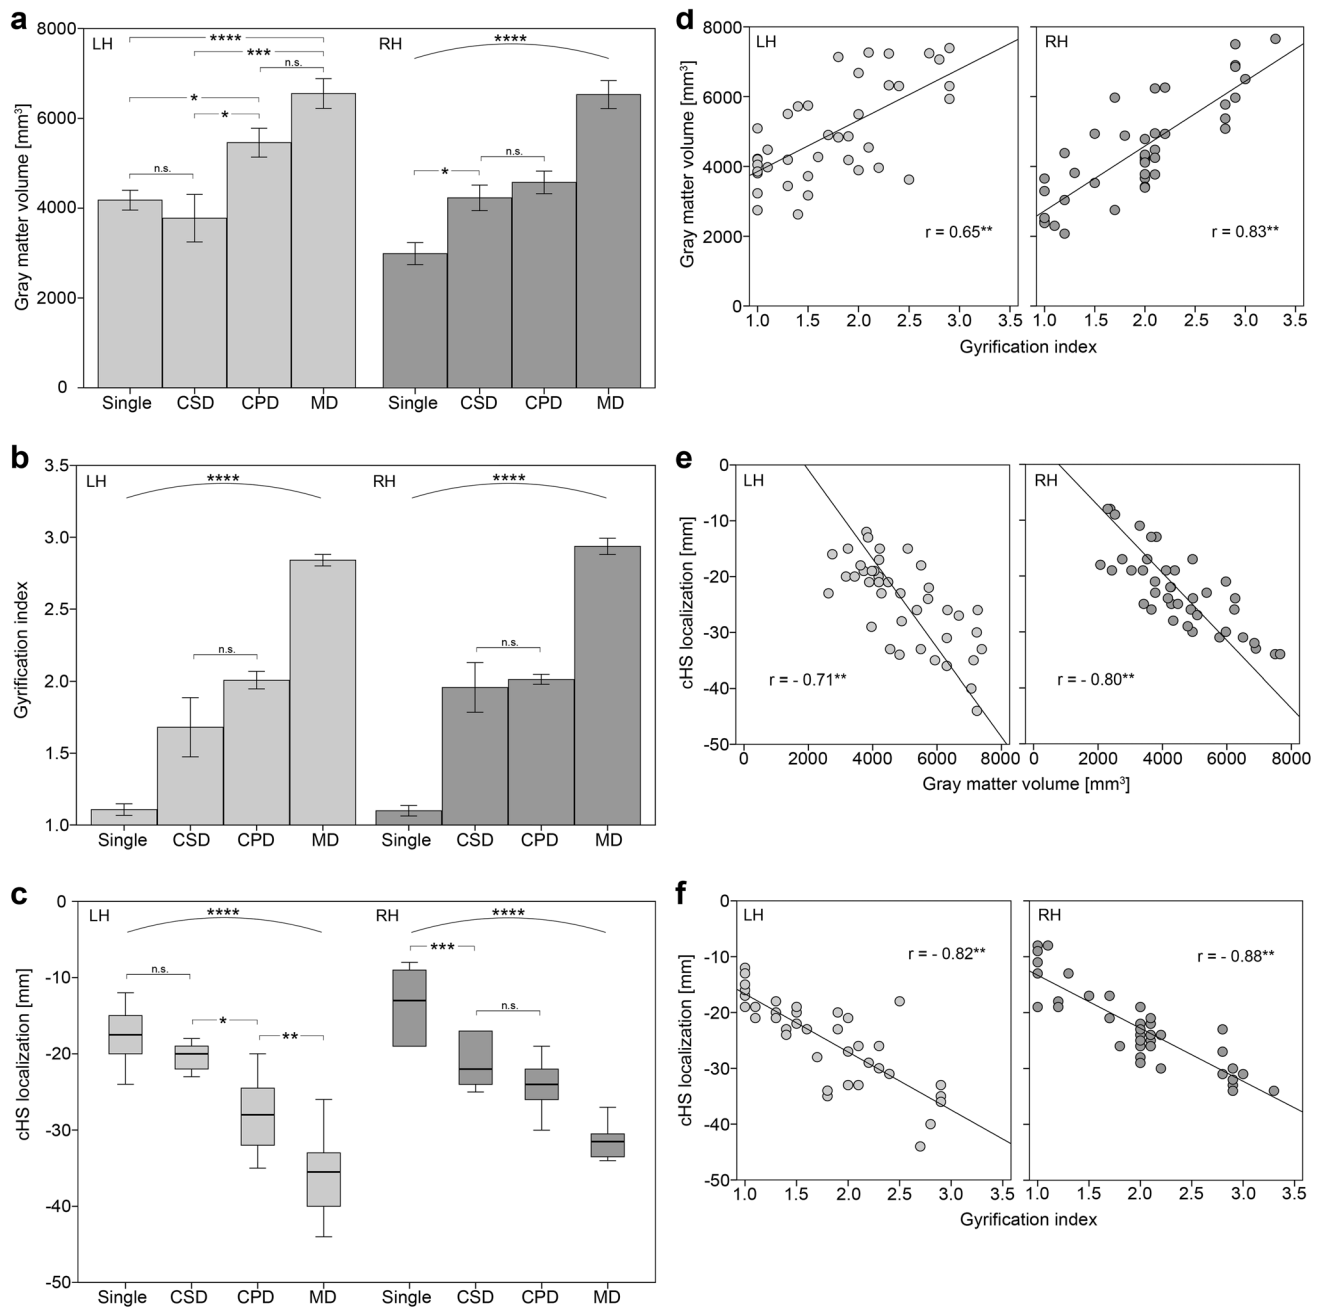 a
8000
6000
4000
2000
0
Gray matter volume [mm³]
LH
****
***
n.s.
*
*
n.s.
RH
****
n.s.
*
Single CSD CPD MD Single CSD CPD MD
b
3.5
3.0
2.5
2.0
1.5
1.0
Gyrification index
LH
****
n.s.
RH
****
n.s.
Single CSD CPD MD Single CSD CPD MD
c
0
-10
-20
-30
-40
-50
cHS localization [mm]
LH
****
n.s.
*
**
RH
****
***
n.s.
Single CSD CPD MD Single CSD CPD MD
d
8000
6000
4000
2000
0
Gray matter volume [mm³]
LH
r = 0.65**
RH
r = 0.83**
1.0 1.5 2.0 2.5 3.0 3.5 1.0 1.5 2.0 2.5 3.0 3.5
Gyrification index
e
0
-10
-20
-30
-40
-50
cHS localization [mm]
LH
r = - 0.71**
RH
r = - 0.80**
0 2000 4000 6000 8000 0 2000 4000 6000 8000
Gray matter volume [mm³]
f
0
-10
-20
-30
-40
-50
cHS localization [mm]
LH
r = - 0.82**
RH
r = - 0.88**
1.0 1.5 2.0 2.5 3.0 3.5 1.0 1.5 2.0 2.5 3.0 3.5
Gyrification index